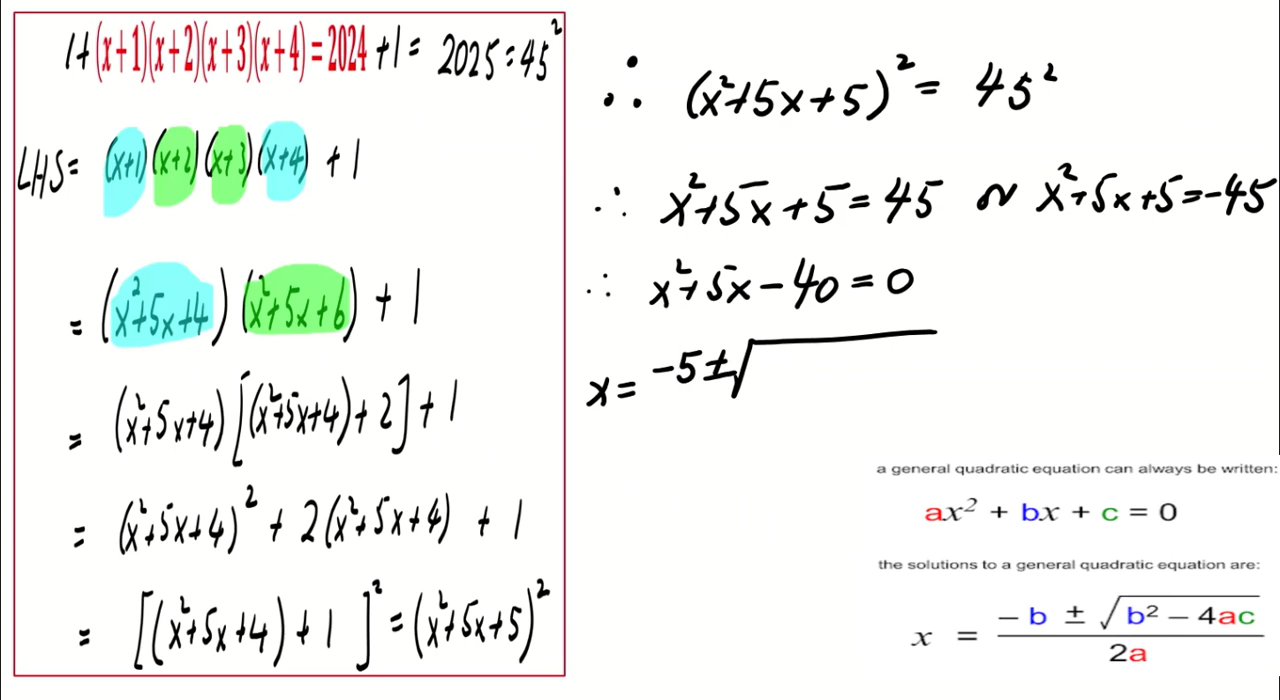 1+(x+1)(x+2)(x+3)(x+4)=2024+1=2025=45²
LHS=(x+1)(x+2)(x+3)(x+4)+1
=(x²+5x+4)(x²+5x+6)+1
=(x²+5x+4)[(x²+5x+4)+2]+1
=(x²+5x+4)²+2(x²+5x+4)+1
=[(x²+5x+4)+1]²=(x²+5x+5)²
∴(x²+5x+5)²=45²
∴x²+5x+5=45 or x²+5x+5=-45
∴x²+5x-40=0
x=-5±√
a general quadratic equation can always be written:
ax² + bx + c = 0
the solutions to a general quadratic equation are:
x = (-b ± √(b² - 4ac))/2a